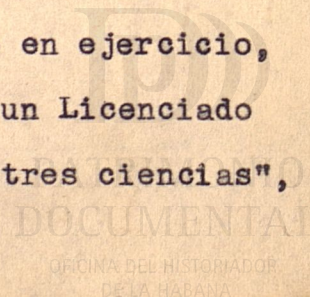 en ejercicio,
un Licenciado
tres ciencias",
PATRIMONIO
DOCUMENTAL
OFICINA DEL HISTORIADOR
DE LA HABANA